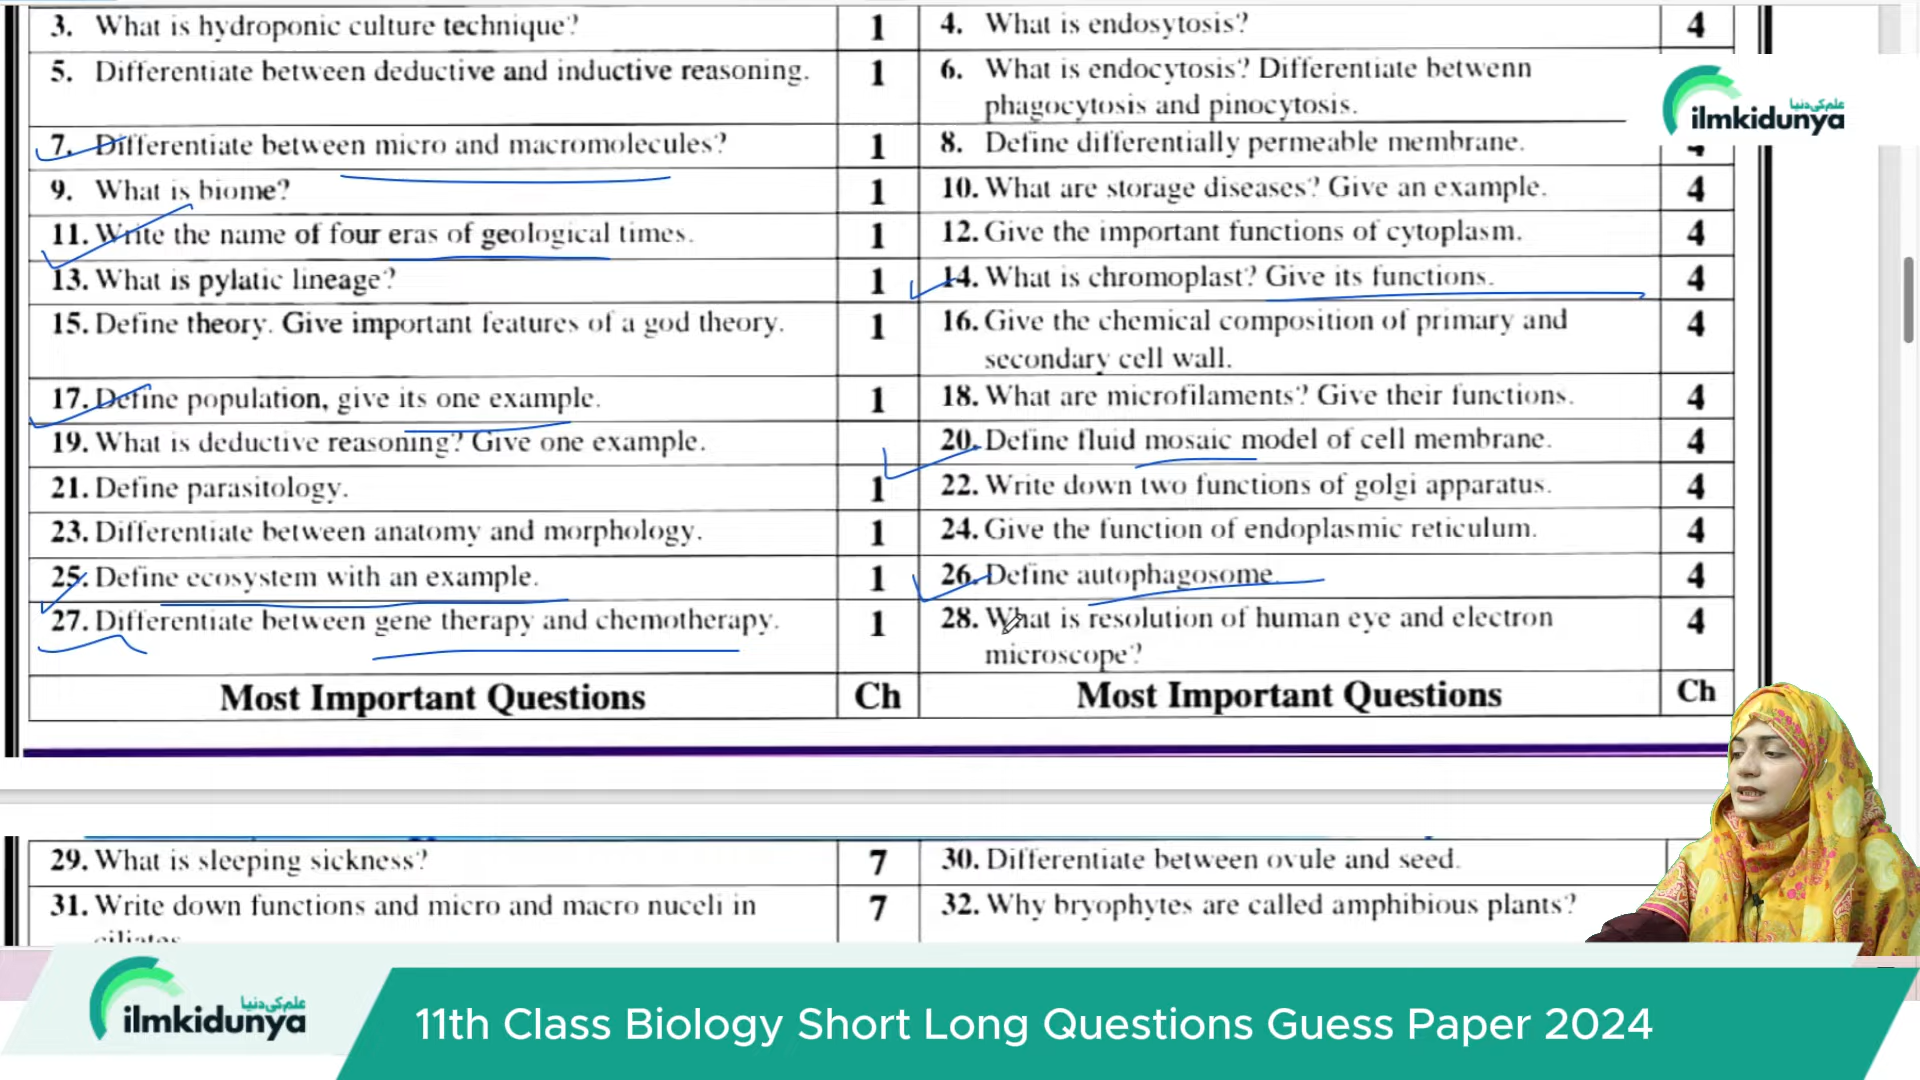 3. What is hydroponic culture technique? 1 4. What is endosytosis? 4
5. Differentiate between deductive and inductive reasoning. 1 6. What is endocytosis? Differentiate betwenn
phagocytosis and pinocytosis.
علم کی دنیا
ilmkidunya
7. Differentiate between micro and macromolecules? 1 8. Define differentially permeable membrane. 4
9. What is biome? 1 10. What are storage diseases? Give an example. 4
11. Write the name of four eras of geological times. 1 12. Give the important functions of cytoplasm. 4
13. What is pylatic lineage? 1 14. What is chromoplast? Give its functions. 4
15. Define theory. Give important features of a god theory. 1 16. Give the chemical composition of primary and 4
secondary cell wall.
17. Define population, give its one example. 1 18. What are microfilaments? Give their functions. 4
19. What is deductive reasoning? Give one example. 20. Define fluid mosaic model of cell membrane. 4
21. Define parasitology. 1 22. Write down two functions of golgi apparatus. 4
23. Differentiate between anatomy and morphology. 1 24. Give the function of endoplasmic reticulum. 4
25. Define ecosystem with an example. 1 26. Define autophagosome. 4
27. Differentiate between gene therapy and chemotherapy. 1 28. What is resolution of human eye and electron 4
microscope?
Most Important Questions Ch Most Important Questions Ch
29. What is sleeping sickness? 7 30. Differentiate between ovule and seed.
31. Write down functions and micro and macro nuceli in 7 32. Why bryophytes are called amphibious plants?
ciliates
علم کی دنیا
ilmkidunya
11th Class Biology Short Long Questions Guess Paper 2024